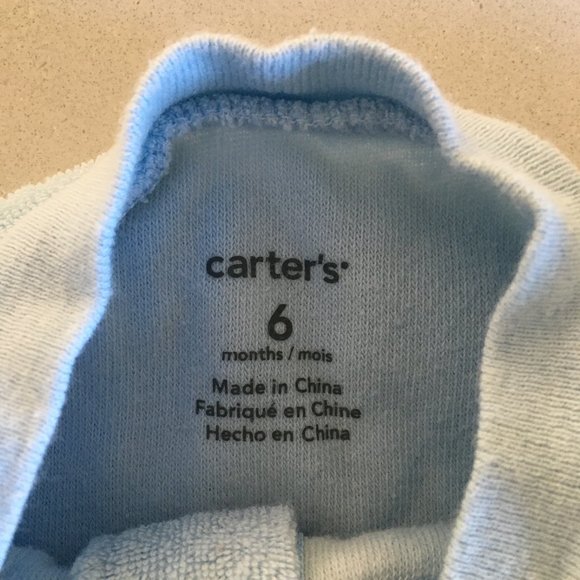 carter's
6
months / mois
Made in China
Fabriqué en Chine
Hecho en China